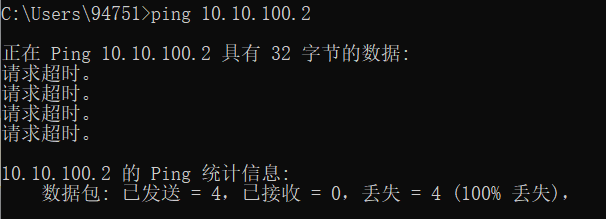 C:\Users\94751>ping 10.10.100.2
正在 Ping 10.10.100.2 具有 32 字节的数据:
请求超时。
请求超时。
请求超时。
请求超时。
10.10.100.2 的 Ping 统计信息:
数据包: 已发送 = 4，已接收 = 0，丢失 = 4 (100% 丢失)，